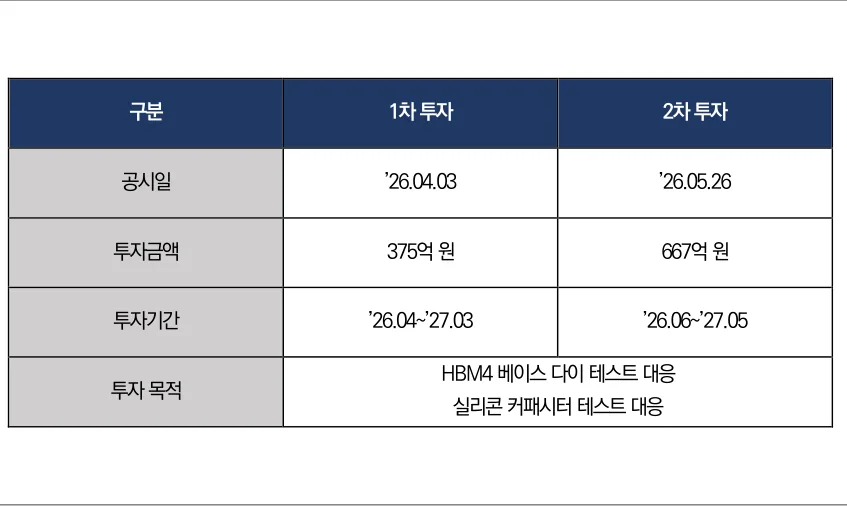 구분 1차 투자 2차 투자
공시일 ’26.04.03 ’26.05.26
투자금액 375억 원 667억 원
투자기간 ’26.04~’27.03 ’26.06~’27.05
투자 목적
HBM4 베이스 다이 테스트 대응
실리콘 커패시터 테스트 대응